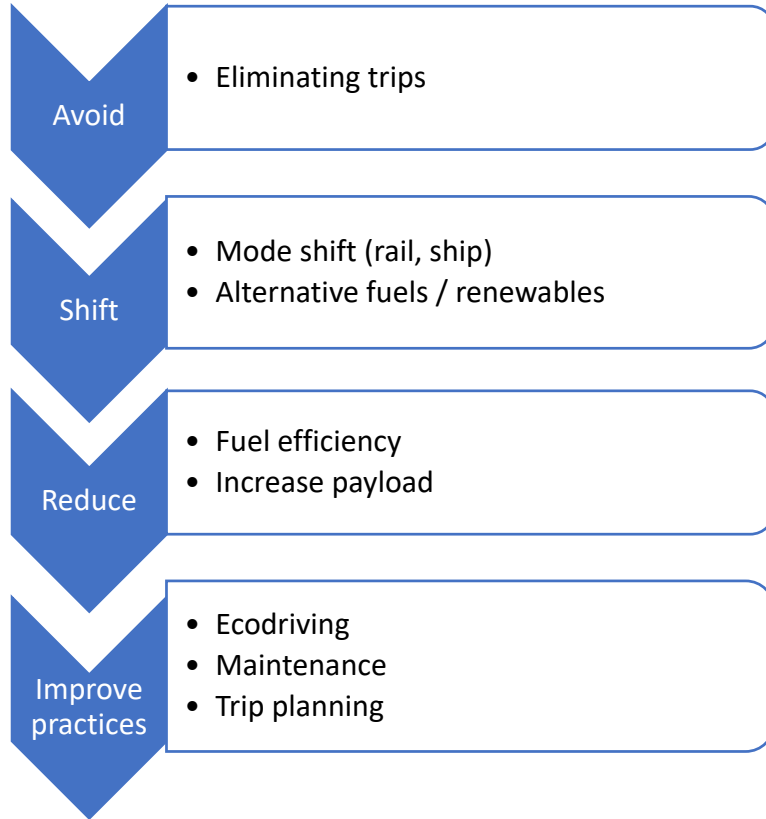 Avoid
• Eliminating trips
Shift
• Mode shift (rail, ship)
• Alternative fuels / renewables
Reduce
• Fuel efficiency
• Increase payload
Improve
practices
• Ecodriving
• Maintenance
• Trip planning